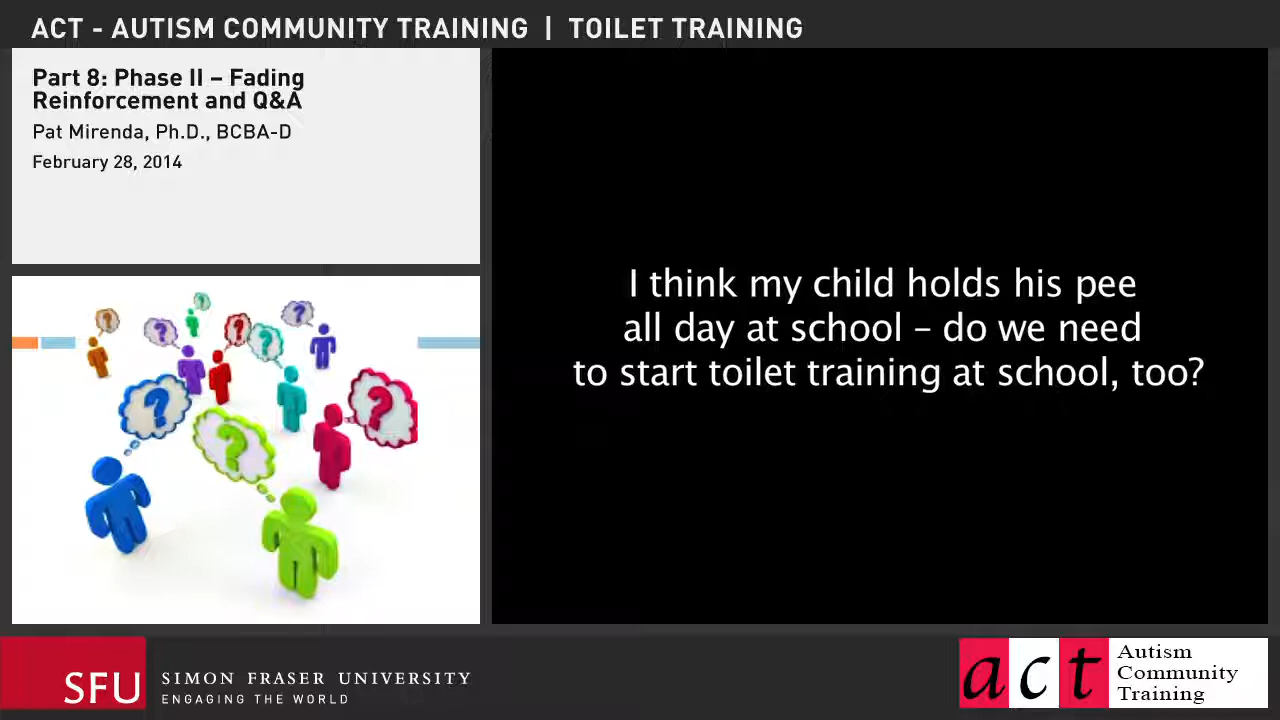 ACT - AUTISM COMMUNITY TRAINING | TOILET TRAINING
Part 8: Phase II – Fading
Reinforcement and Q&A
Pat Mirenda, Ph.D., BCBA-D
February 28, 2014
I think my child holds his pee
all day at school – do we need
to start toilet training at school, too?
? ? ? ? ? ? ? ? ?
SFU
SIMON FRASER UNIVERSITY
ENGAGING THE WORLD
act
Autism
Community
Training